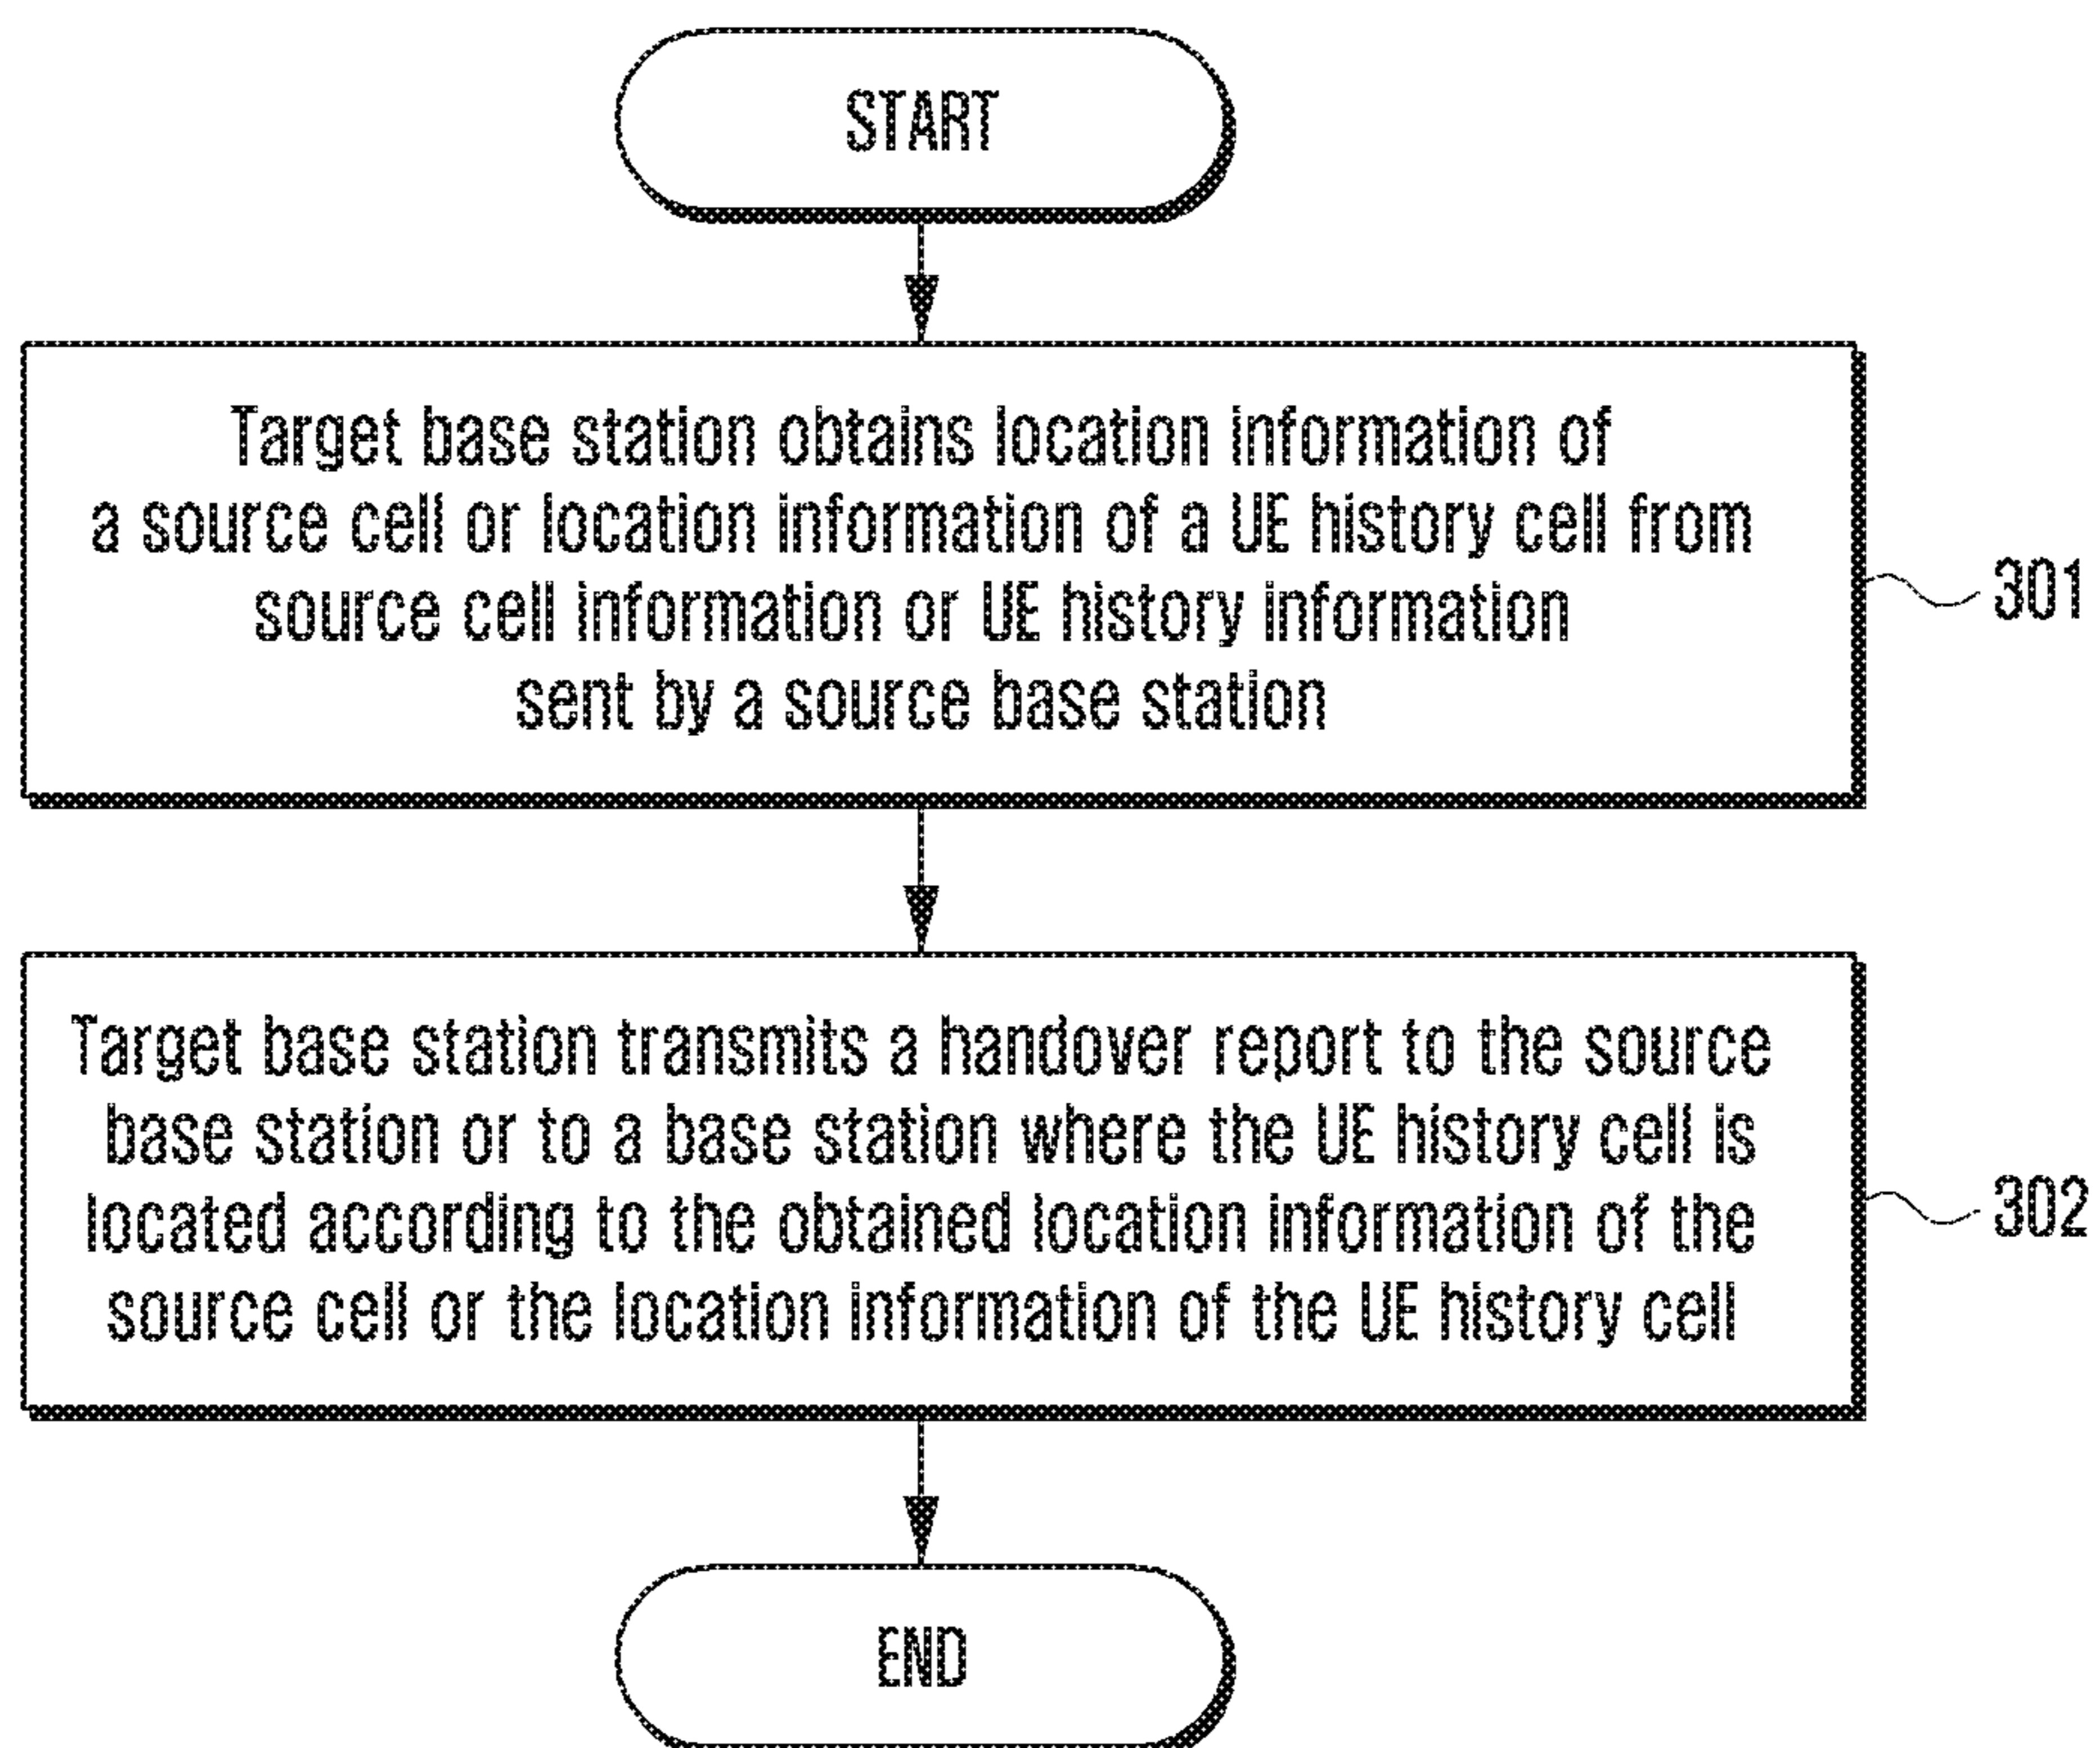 START
Target base station obtains location information of
a source cell or location information of a UE history cell from
source cell information or UE history information
sent by a source base station
301
Target base station transmits a handover report to the source
base station or to a base station where the UE history cell is
located according to the obtained location information of the
source cell or the location information of the UE history cell
302
END